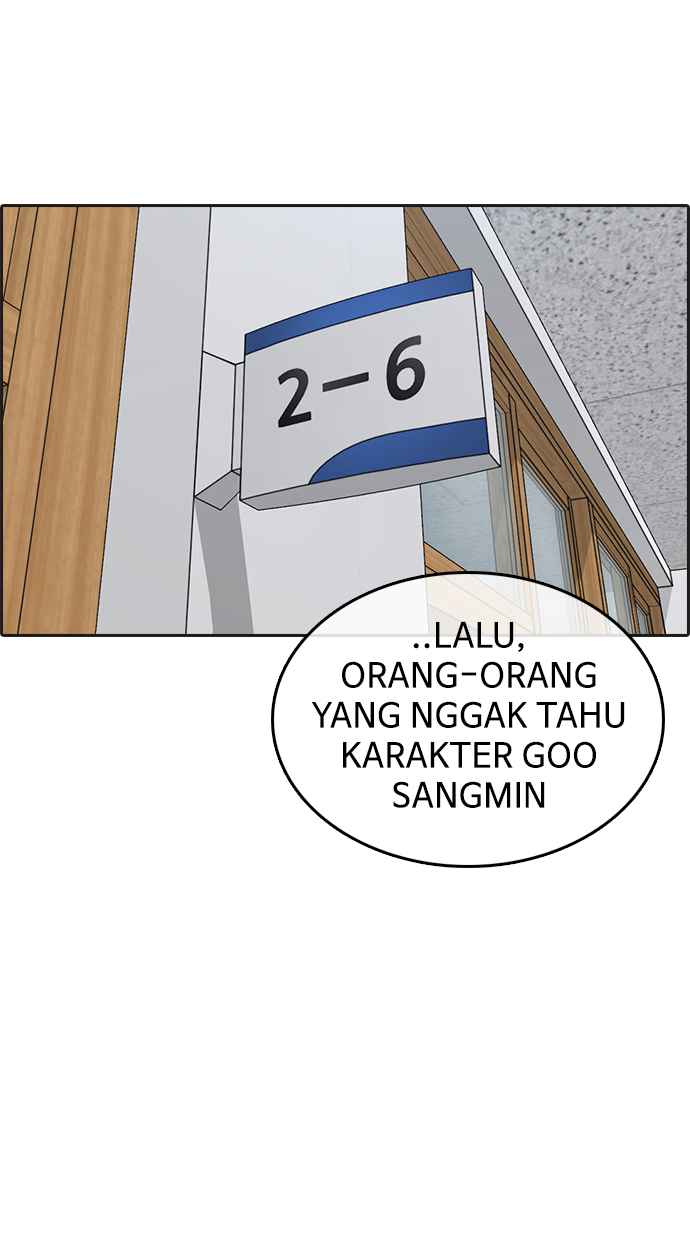 2-6
..LALU,
ORANG-ORANG
YANG NGGAK TAHU
KARAKTER GOO
SANGMIN